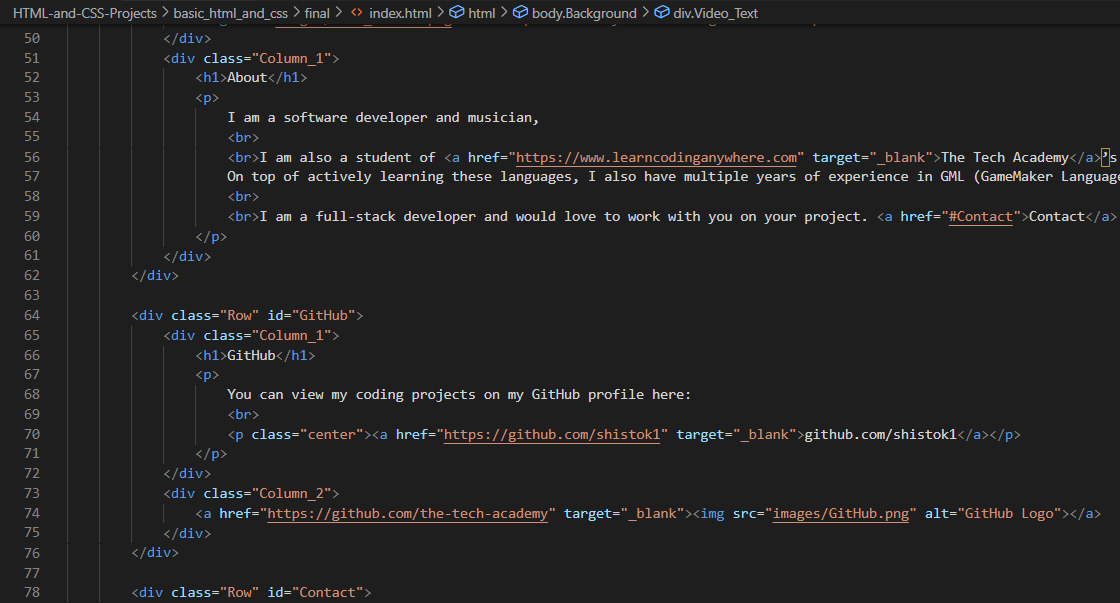 HTML-and-CSS-Projects > basic_html_and_css > final > <> index.html > html > body.Background > div.Video_Text
50 </div>
51 <div class="Column_1">
52 <h1>About</h1>
53 <p>
54 I am a software developer and musician,
55 <br>
56 <br>I am also a student of <a href="https://www.learncodinganywhere.com" target="_blank">The Tech Academy</a>’s
57 On top of actively learning these languages, I also have multiple years of experience in GML (GameMaker Language
58 <br>
59 <br>I am a full-stack developer and would love to work with you on your project. <a href="#Contact">Contact</a>
60 </p>
61 </div>
62 </div>
63
64 <div class="Row" id="GitHub">
65 <div class="Column_1">
66 <h1>GitHub</h1>
67 <p>
68 You can view my coding projects on my GitHub profile here:
69 <br>
70 <p class="center"><a href="https://github.com/shistok1" target="_blank">github.com/shistok1</a></p>
71 </p>
72 </div>
73 <div class="Column_2">
74 <a href="https://github.com/the-tech-academy" target="_blank"><img src="images/GitHub.png" alt="GitHub Logo"></a>
75 </div>
76 </div>
77
78 <div class="Row" id="Contact">